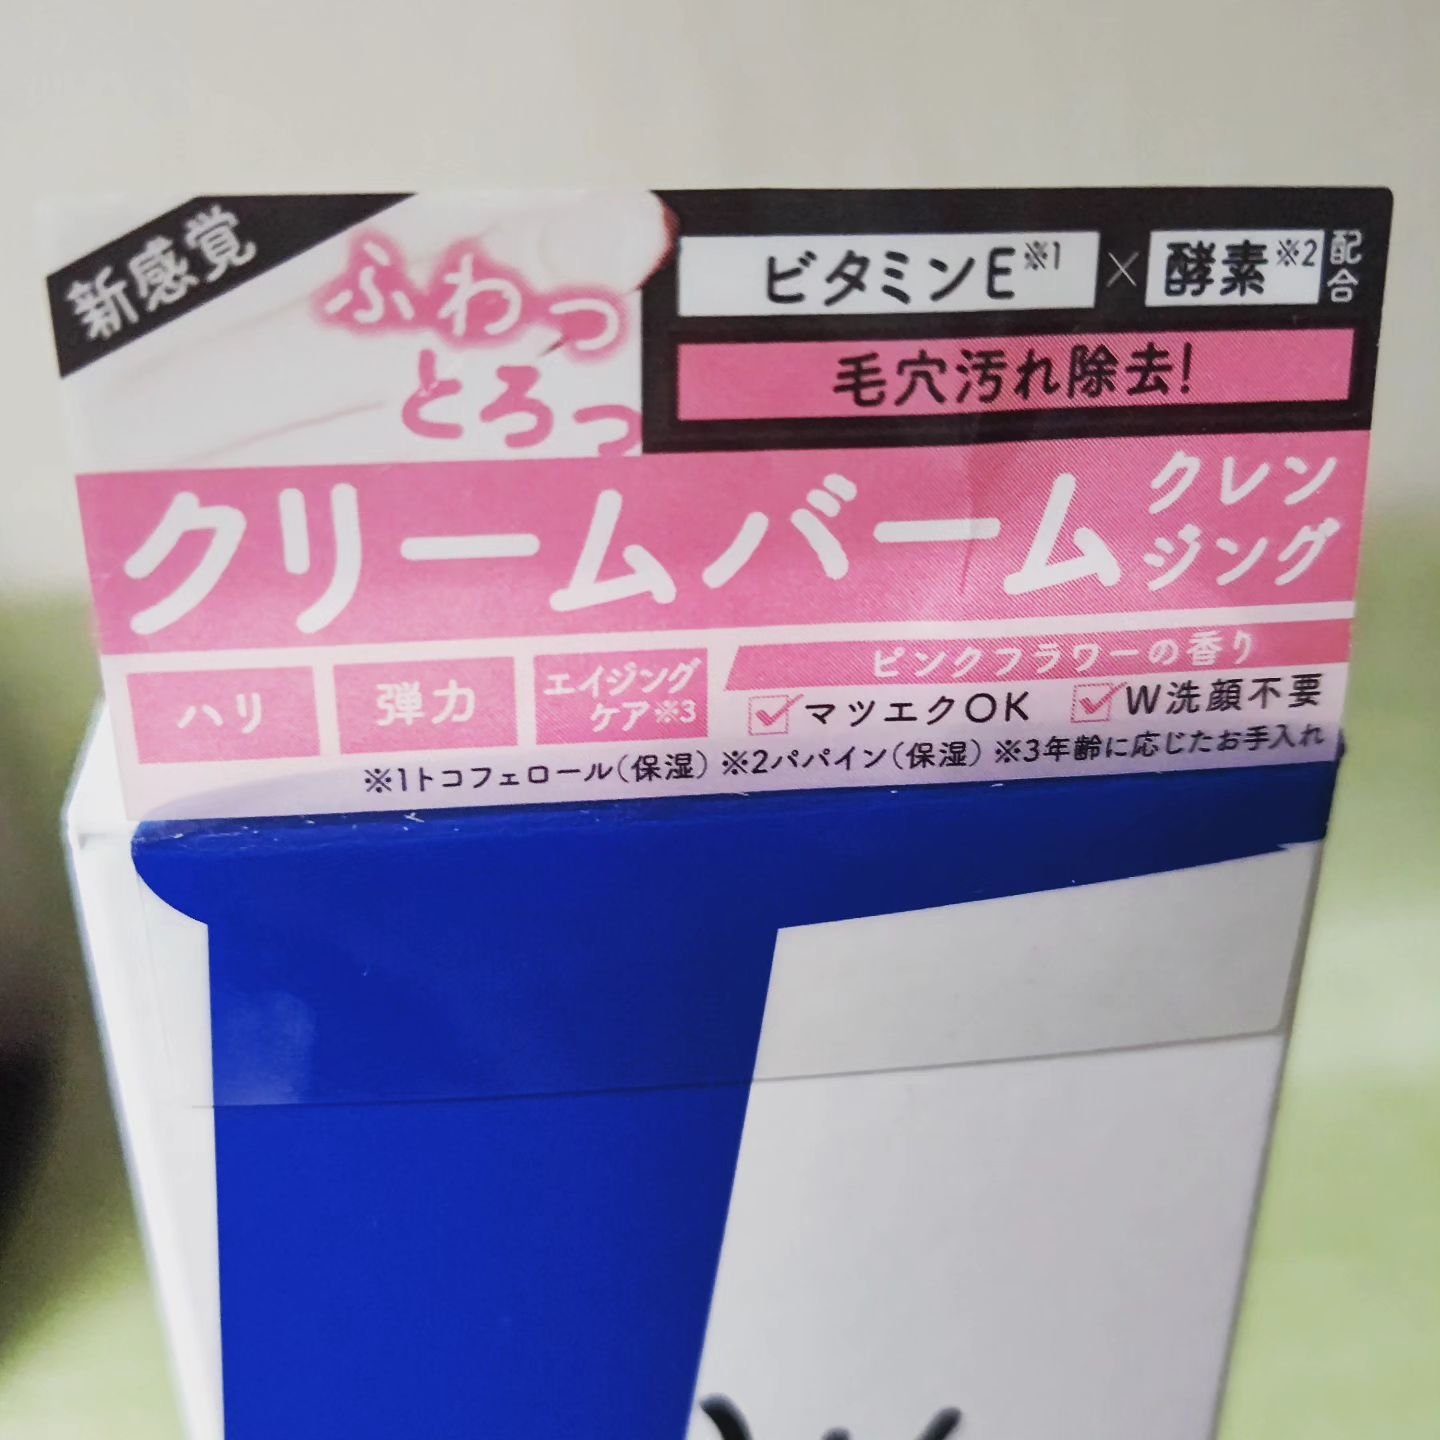 新感覚
ふわっ
とろっ
ビタミンE※1×酵素※2配合
毛穴汚れ除去!
クリームバーム
クレン
ジング
ハリ
弾力
エイジング
ケア※3
ピンクフラワーの香り
マツエクOK
W洗顔不要
※1トコフェロール(保湿) ※2パパイン(保湿) ※3年齢に応じたお手入れ